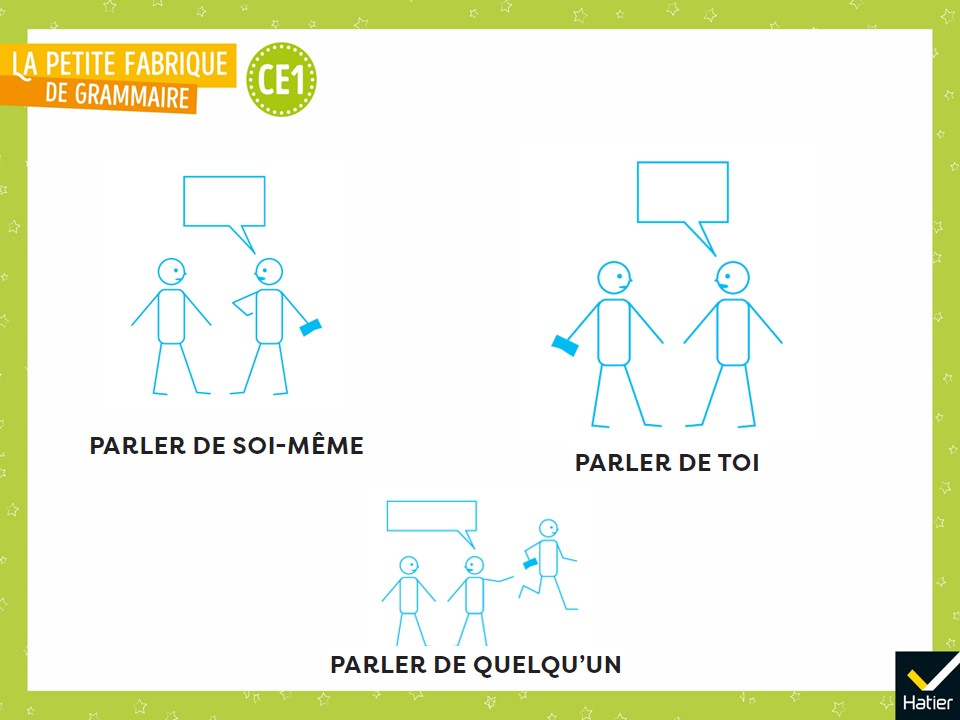 LA PETITE FABRIQUE
DE GRAMMAIRE
CE1
PARLER DE SOI-MÊME
PARLER DE TOI
PARLER DE QUELQU’UN
Hatier